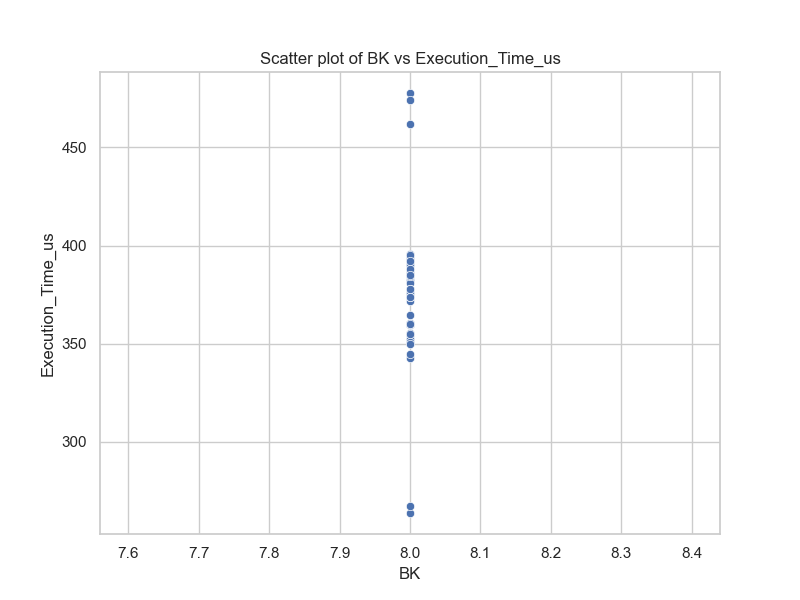 Scatter plot of BK vs Execution_Time_us
Execution_Time_us
450
400
350
300
7.6 7.7 7.8 7.9 8.0 8.1 8.2 8.3 8.4
BK